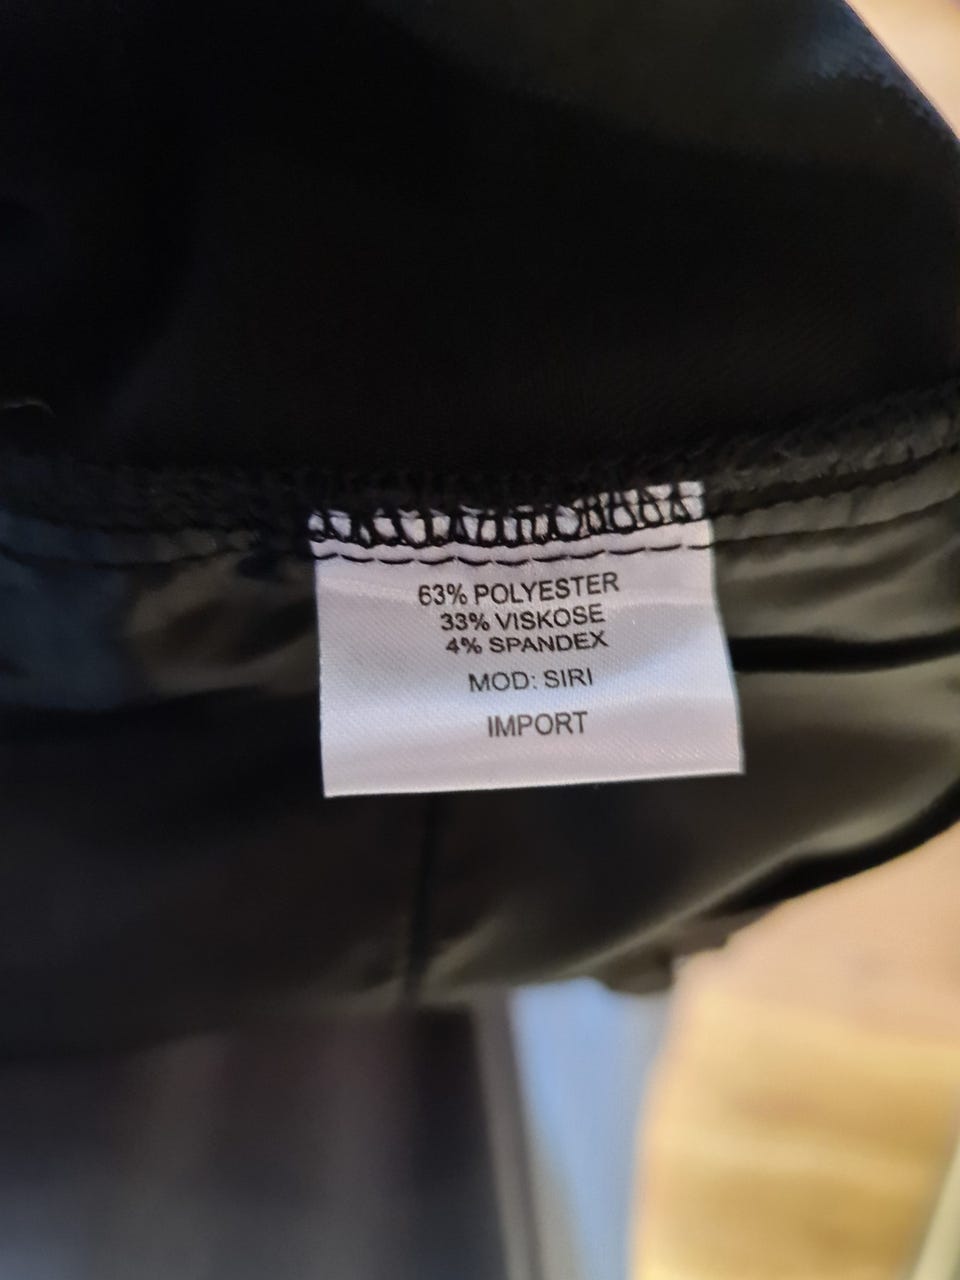 63% POLYESTER
33% VISKOSE
4% SPANDEX
MOD: SIRI
IMPORT